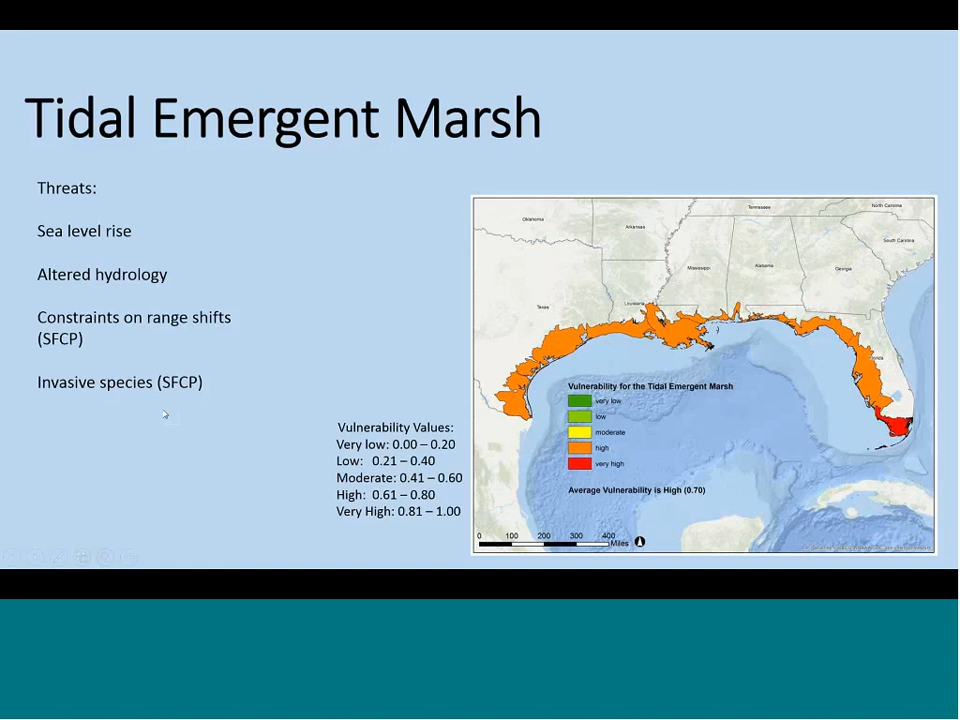 Tidal Emergent Marsh
Threats:
Sea level rise
Altered hydrology
Constraints on range shifts
(SFCP)
Invasive species (SFCP)
Vulnerability Values:
Very low: 0.00 – 0.20
Low: 0.21 – 0.40
Moderate: 0.41 – 0.60
High: 0.61 – 0.80
Very High: 0.81 – 1.00
Tennessee
North Carolina
Oklahoma
Arkansas
South Carolina
Mississippi
Alabama
Georgia
Texas
Louisiana
Vulnerability for the Tidal Emergent Marsh
very low
low
moderate
high
very high
Average Vulnerability is High (0.70)
0 100 200 300 400
Miles